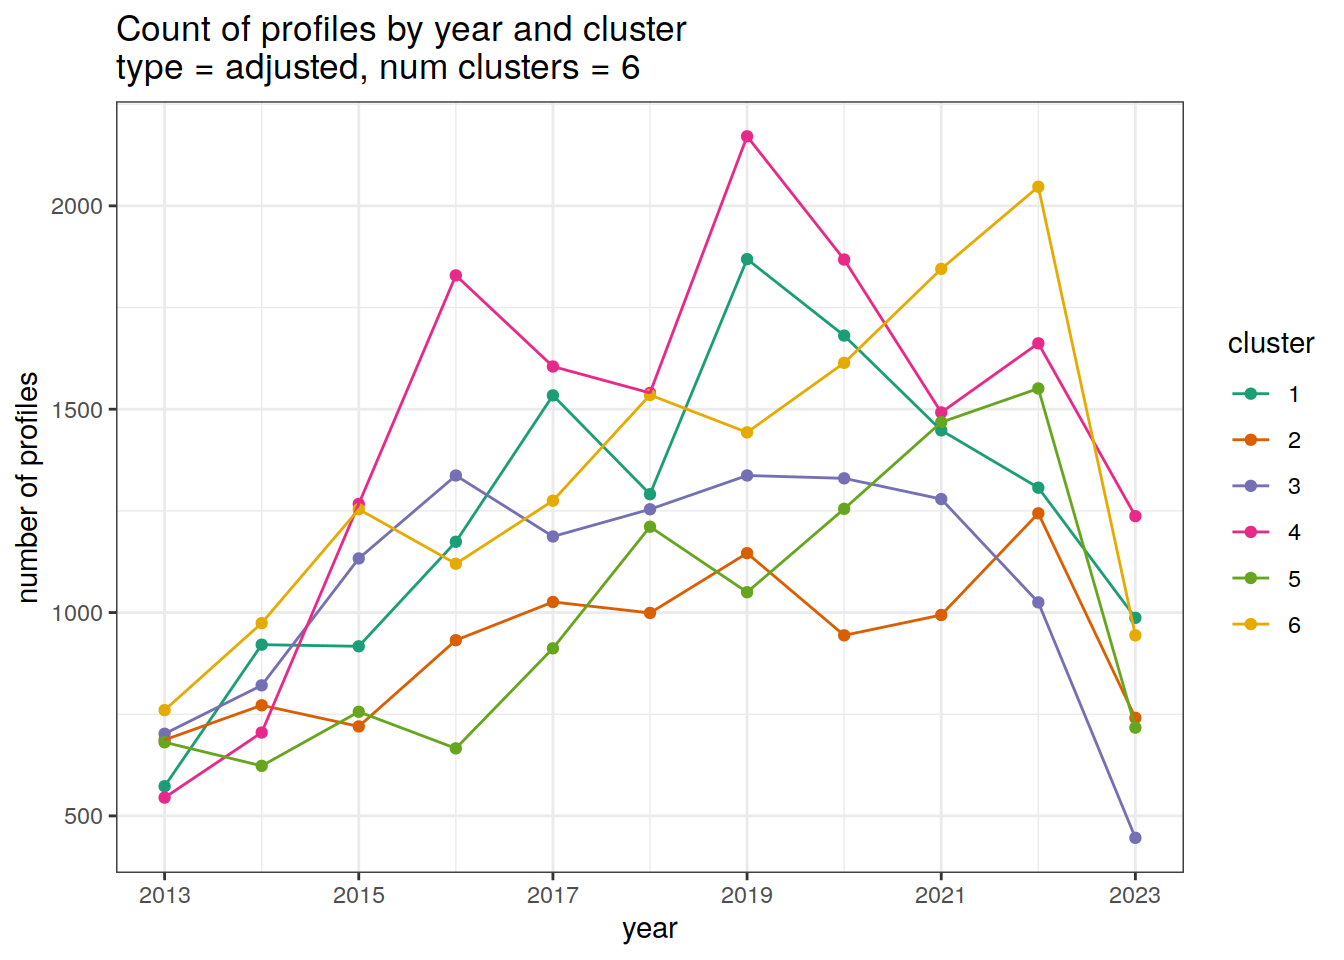 Count of profiles by year and cluster
type = adjusted, num clusters = 6
number of profiles
2000
1500
1000
500
2013 2015 2017 2019 2021 2023
year
cluster
1
2
3
4
5
6